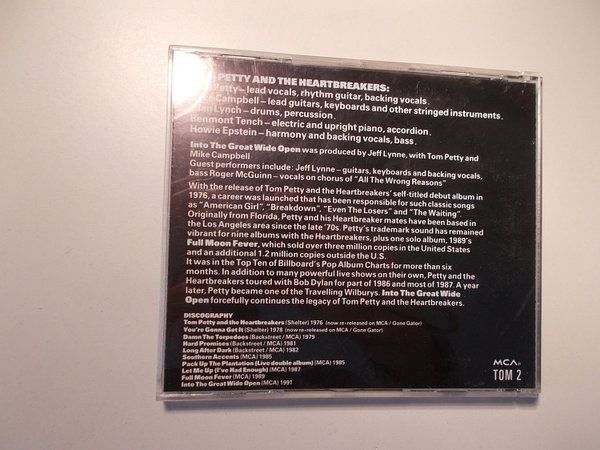 PETTY AND THE HEARTBREAKERS:
– lead vocals, rhythm guitar, backing vocals.
Campbell – lead guitars, keyboards and other stringed instruments.
Lynch – drums, percussion.
Benmont Tench – electric and upright piano, accordion.
Howie Epstein – harmony and backing vocals, bass.
Into The Great Wide Open was produced by Jeff Lynne, with Tom Petty and
Mike Campbell
Guest performers include: Jeff Lynne – guitars, keyboards and backing vocals,
bass Roger McGuinn – vocals on chorus of "All The Wrong Reasons"
With the release of Tom Petty and the Heartbreakers' self-titled debut album in
1976, a career was launched that has been responsible for such classic songs
as "American Girl", "Breakdown", "Even The Losers" and "The Waiting".
Originally from Florida, Petty and his Heartbreaker mates have been based in
the Los Angeles area since the late '70s. Petty's trademark sound has remained
vibrant for nine albums with the Heartbreakers, plus one solo album, 1989's
Full Moon Fever, which sold over three million copies in the United States
and an additional 1.2 million copies outside the U.S.
It was in the Top Ten of Billboard's Pop Album Charts for more than six
months. In addition to many powerful live shows on their own, Petty and the
Heartbreakers toured with Bob Dylan for part of 1986 and most of 1987. A year
later, Petty became one of the Travelling Wilburys. Into The Great Wide
Open forcefully continues the legacy of Tom Petty and the Heartbreakers.
DISCOGRAPHY
Tom Petty and the Heartbreakers (Shelter) 1976 (now re-released on MCA / Gone Gator)
You're Gonna Get It (Shelter) 1978 (now re-released on MCA / Gone Gator)
Damn The Torpedoes (Backstreet / MCA) 1979
Hard Promises (Backstreet / MCA) 1981
Long After Dark (Backstreet / MCA) 1982
Southern Accents (MCA) 1985
Pack Up The Plantation (Live double album) (MCA) 1985
Let Me Up (I've Had Enough) (MCA) 1987
Full Moon Fever (MCA) 1989
Into The Great Wide Open (MCA) 1991
MCA®
TOM 2